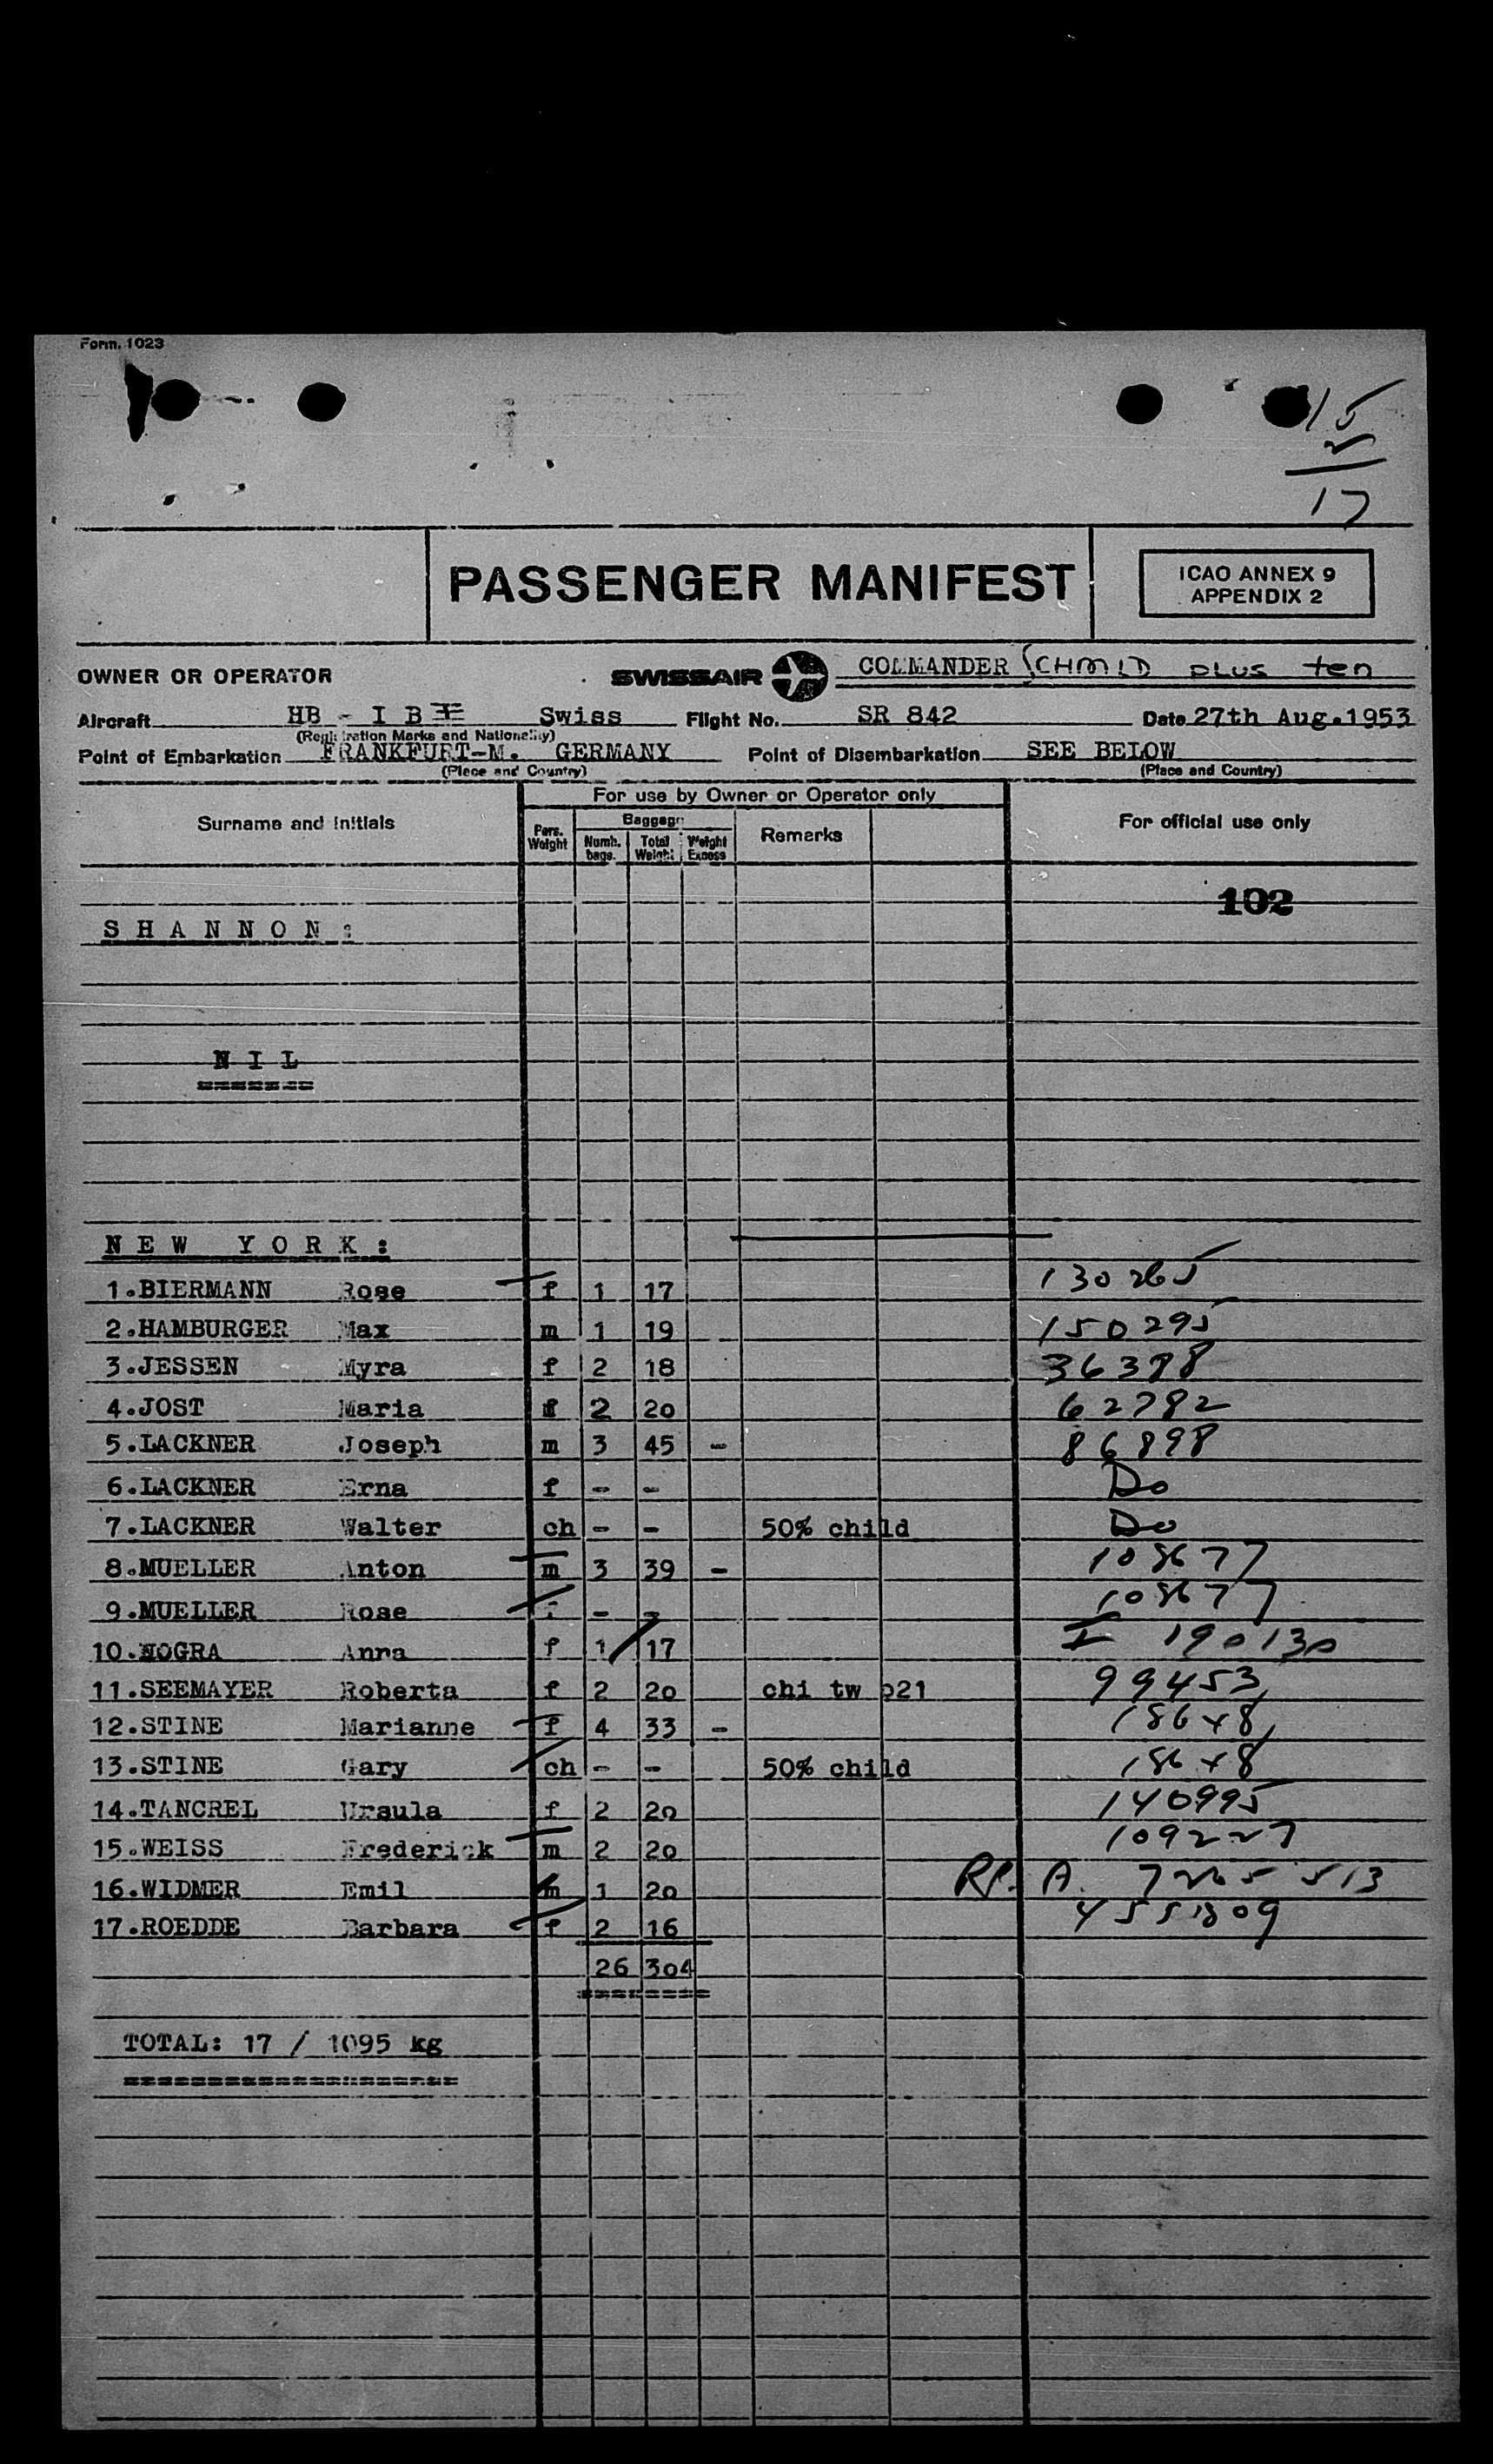 Form. 1023
15
2
17
PASSENGER MANIFEST
ICAO ANNEX 9
APPENDIX 2
OWNER OR OPERATOR SWISSAIR COMMANDER SCHMID PLUS ten
Aircraft HB - I B Swiss Flight No. SR 842 Date 27th Aug.1953
(Registration Marks and Nationality)
Point of Embarkation FRANKFURT-M. GERMANY Point of Disembarkation SEE BELOW
(Place and Country) (Place and Country)
For use by Owner or Operator only
Surname and Initials Pers. Weight Baggage Numb. bags. Total Weight Weight Excess Remarks For official use only
102
S H A N N O N :
N I L
=======
N E W Y O R K :
1.BIERMANN Rose f 1 17 130265
2.HAMBURGER Max m 1 19 150295
3.JESSEN Myra f 2 18 36398
4.JOST Maria f 2 20 62782
5.LACKNER Joseph m 3 45 - 86898
6.LACKNER Erna f - - Do
7.LACKNER Walter ch - - 50% child Do
8.MUELLER Anton m 3 39 - 108677
9.MUELLER Rose f - - 108677
10.NOGRA Anna f 1 17 I 190130
11.SEEMAYER Roberta f 2 20 chi tw 99453
12.STINE Marianne f 4 33 -
13.STINE Gary ch - - 50% child
14.TANCREL Ursula f 2 20 140995
15.WEISS Frederick m 2 20 109227
16.WIDMER Emil m 1 20 RP. A. 7265513
17.ROEDDE Barbara f 2 16
26 304
========
TOTAL: 17 / 1095 kg
====================